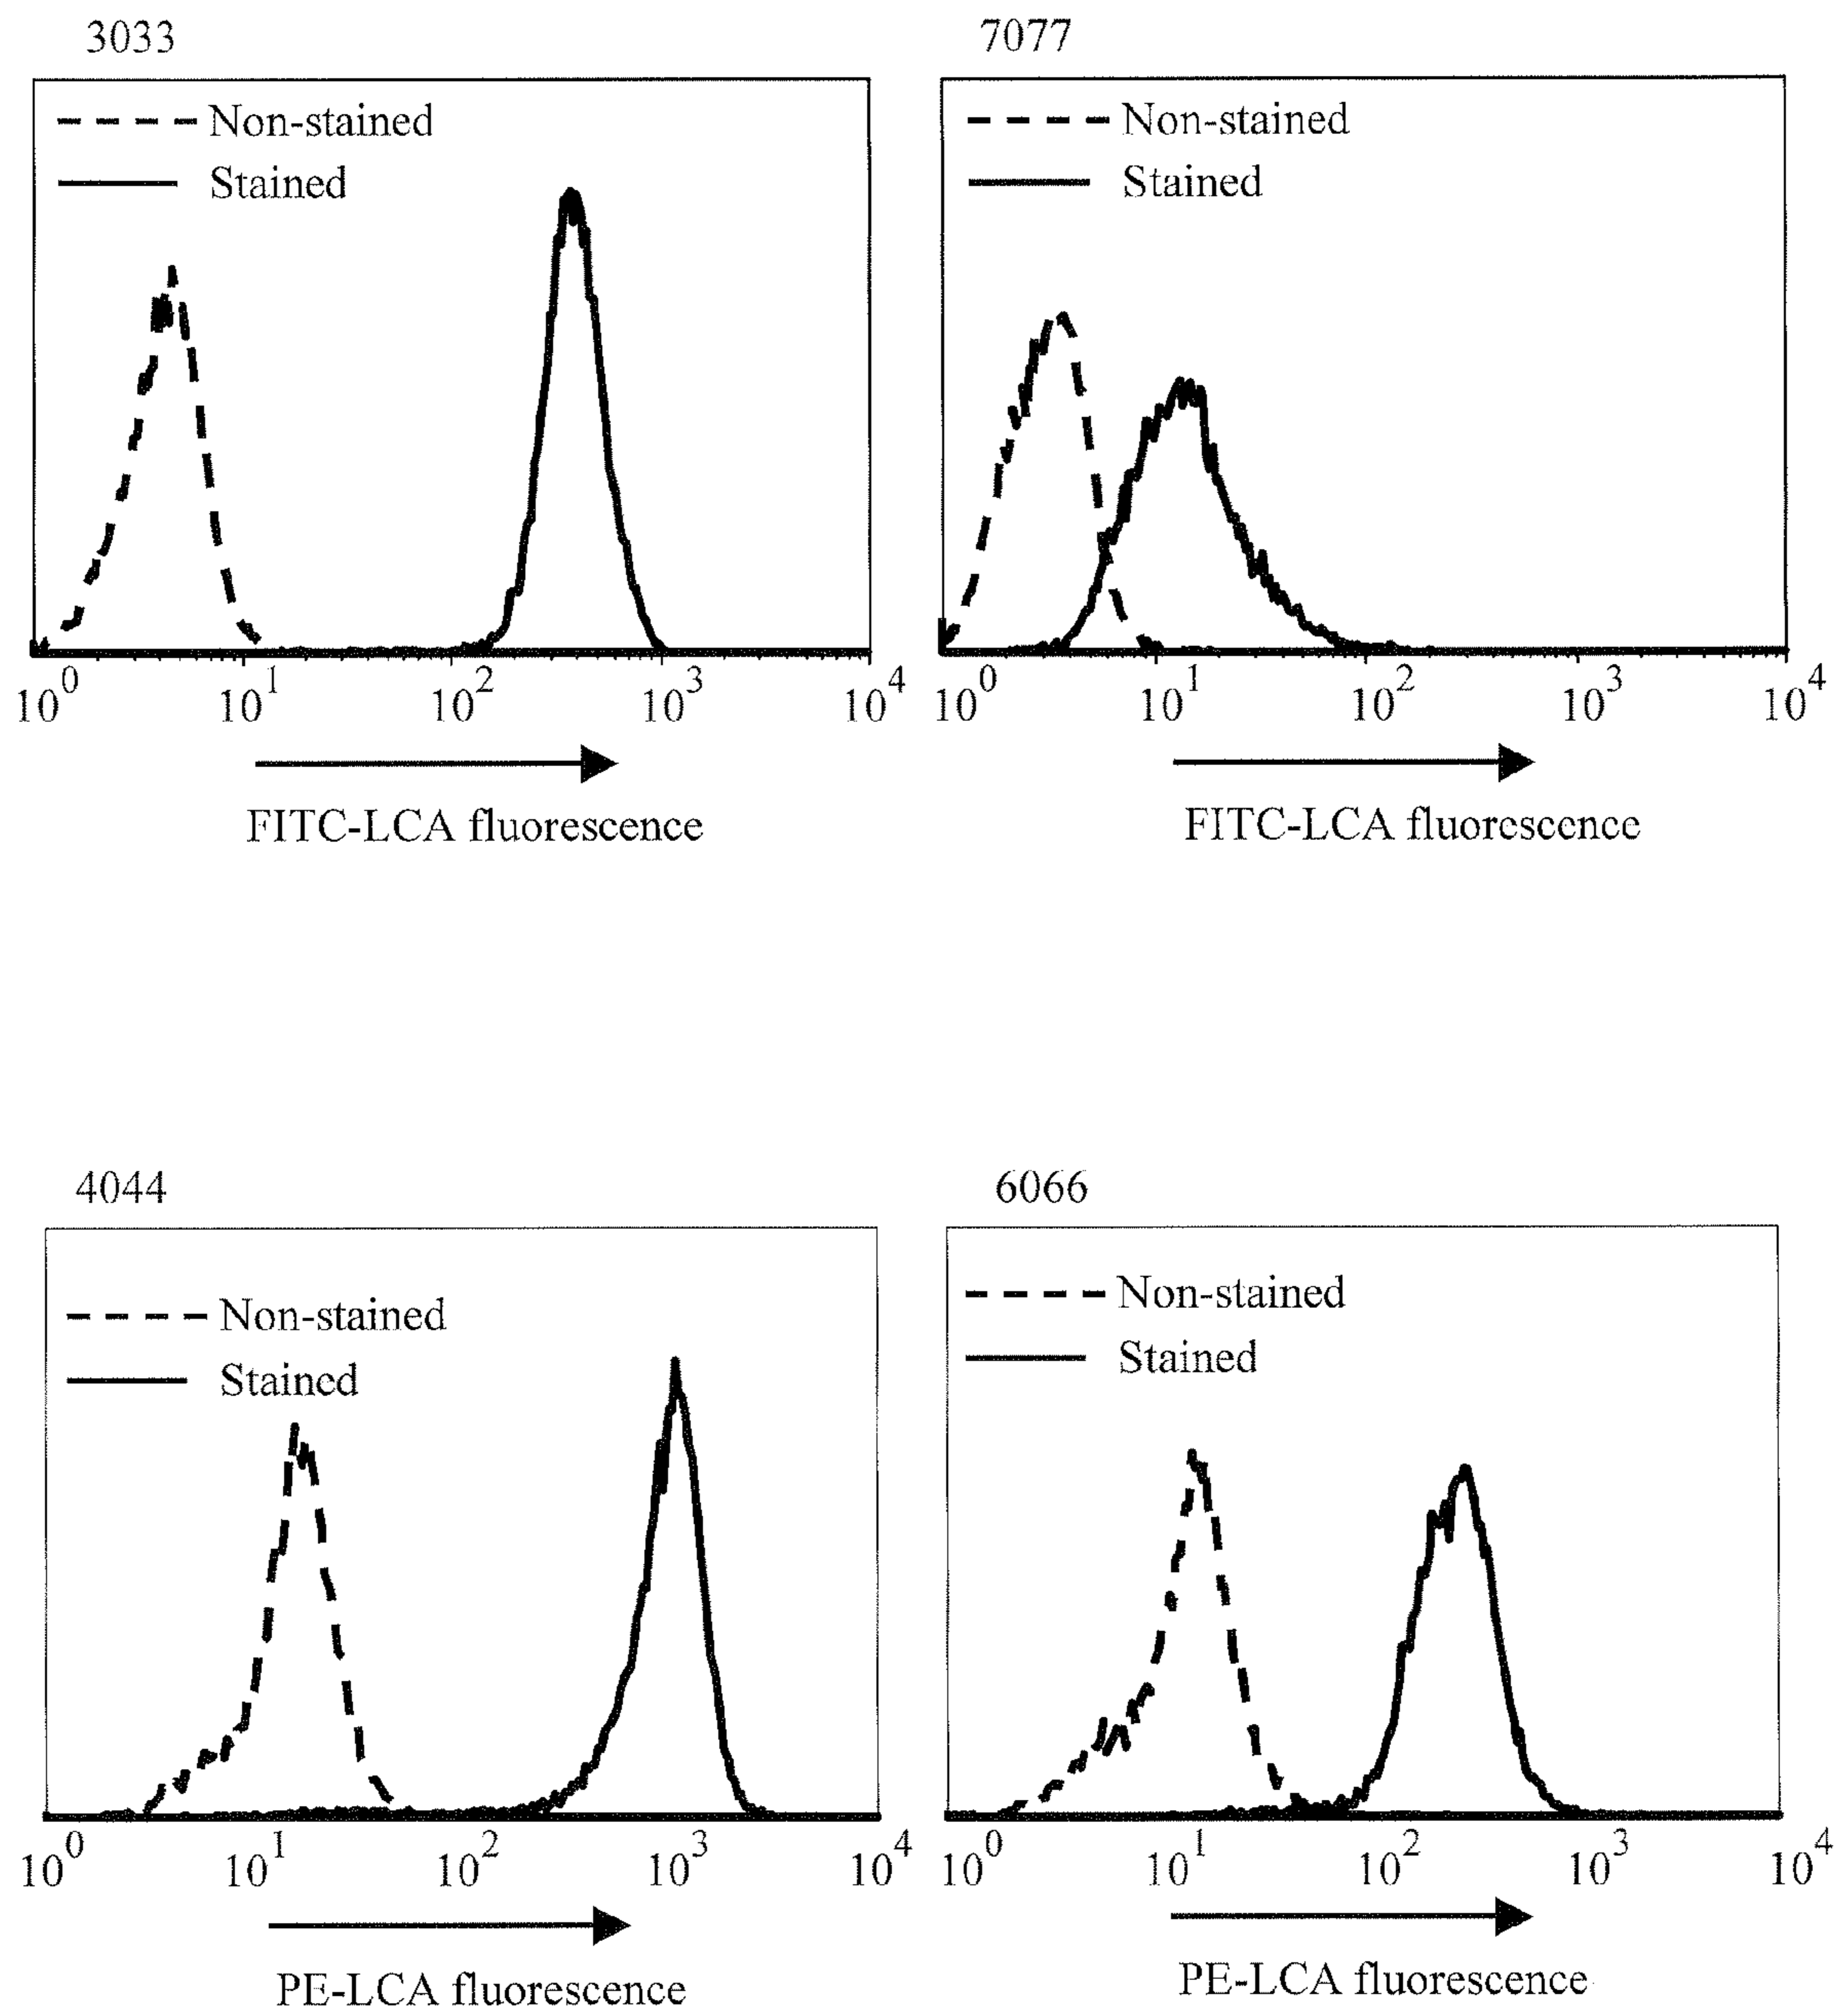 3033
Non-stained
Stained
10^0 10^1 10^2 10^3 10^4
FITC-LCA fluorescence
7077
Non-stained
Stained
10^0 10^1 10^2 10^3 10^4
FITC-LCA fluorescence
4044
Non-stained
Stained
10^0 10^1 10^2 10^3 10^4
PE-LCA fluorescence
6066
Non-stained
Stained
10^0 10^1 10^2 10^3 10^4
PE-LCA fluorescence